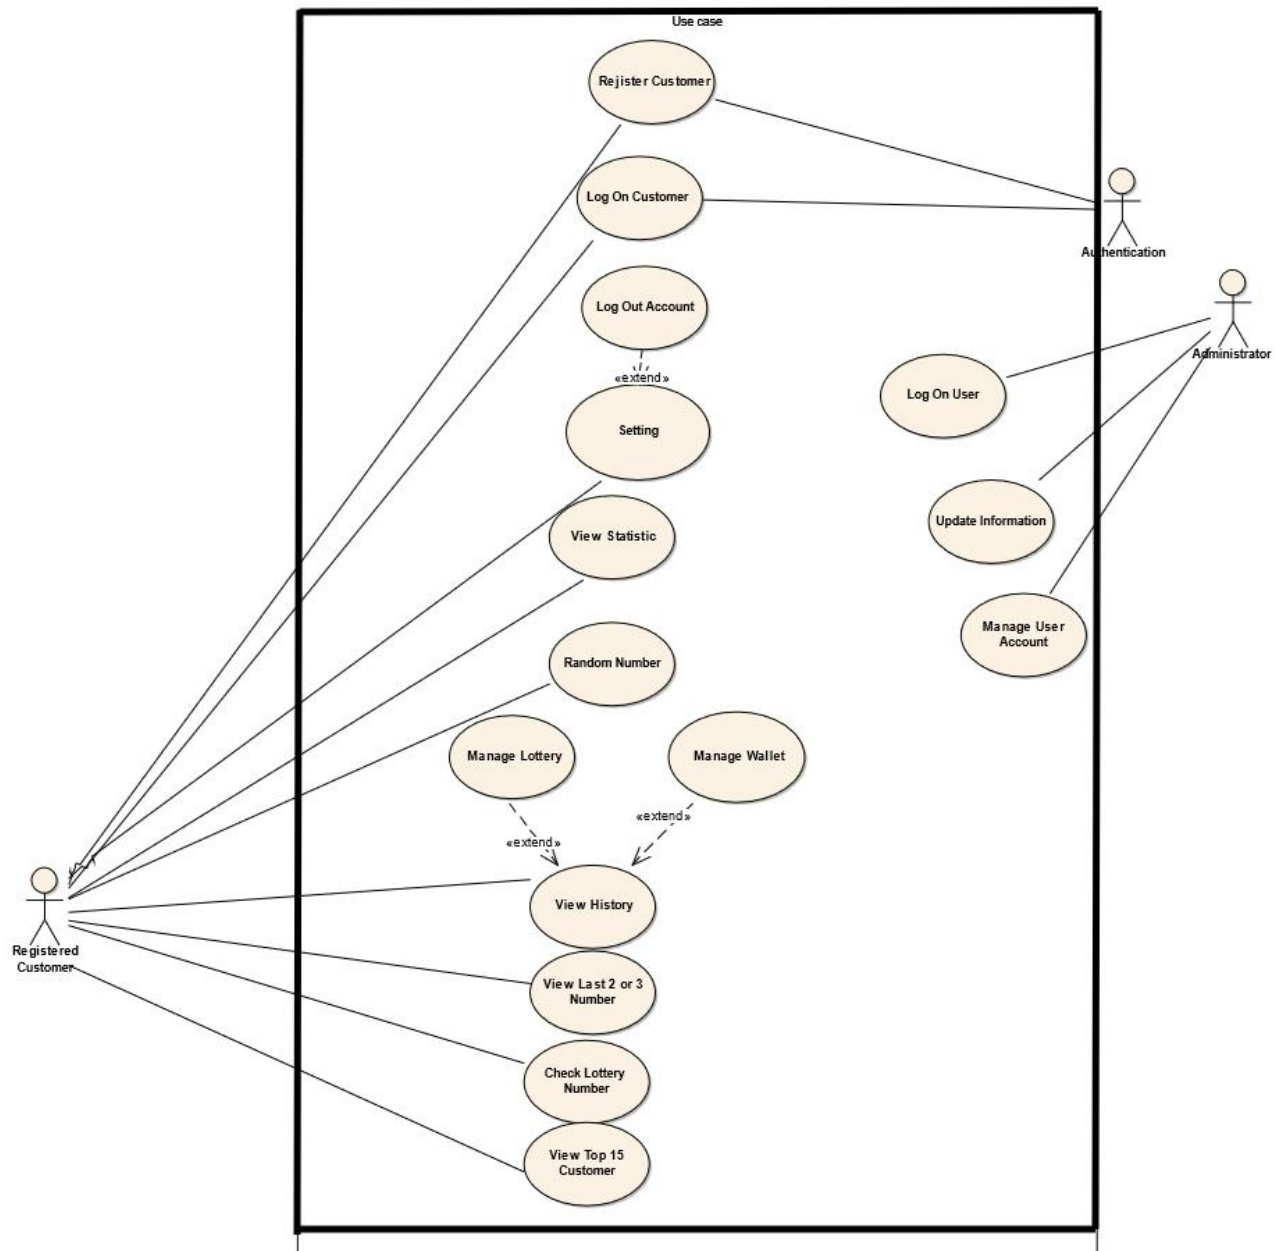 Use case
Rejister Customer
Log On Customer
Authentication
Log Out Account
«extend»
Administrator
Log On User
Setting
Update Information
View Statistic
Manage User
Account
Random Number
Manage Lottery
Manage Wallet
«extend»
«extend»
View History
Registered
Customer
View Last 2 or 3
Number
Check Lottery
Number
View Top 15
Customer